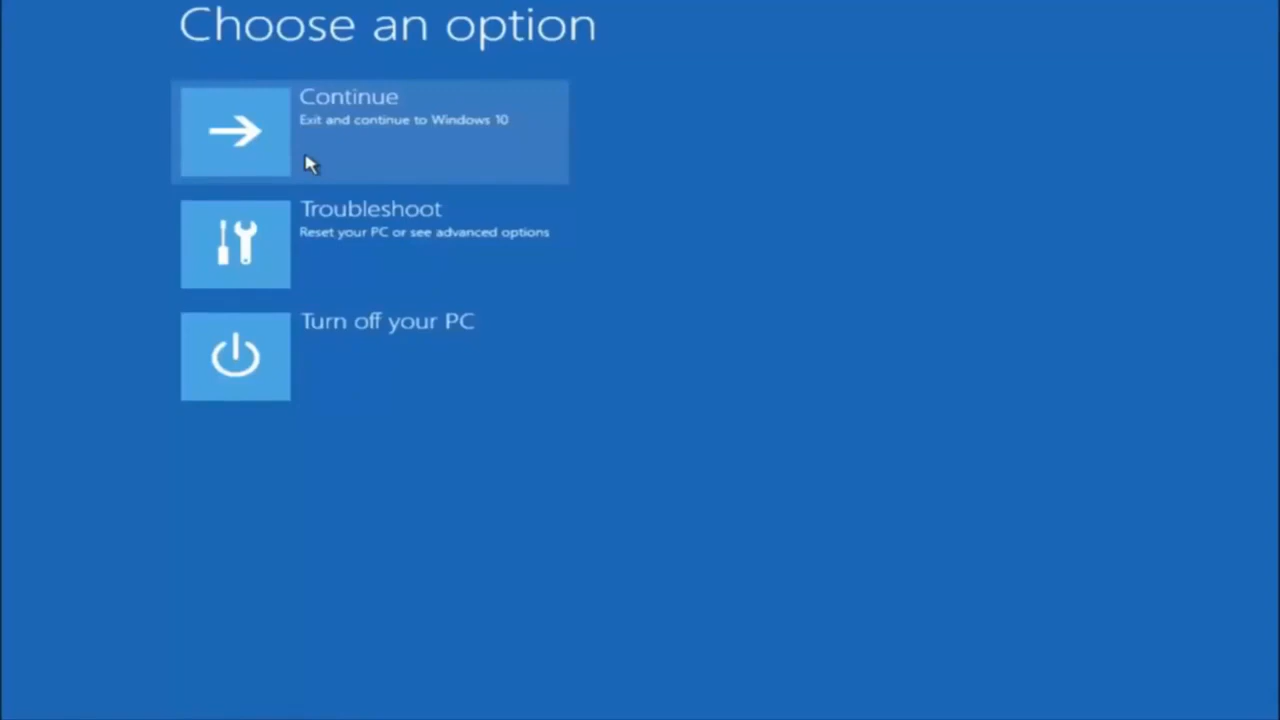 Choose an option
Continue
Exit and continue to Windows 10
Troubleshoot
Reset your PC or see advanced options
Turn off your PC